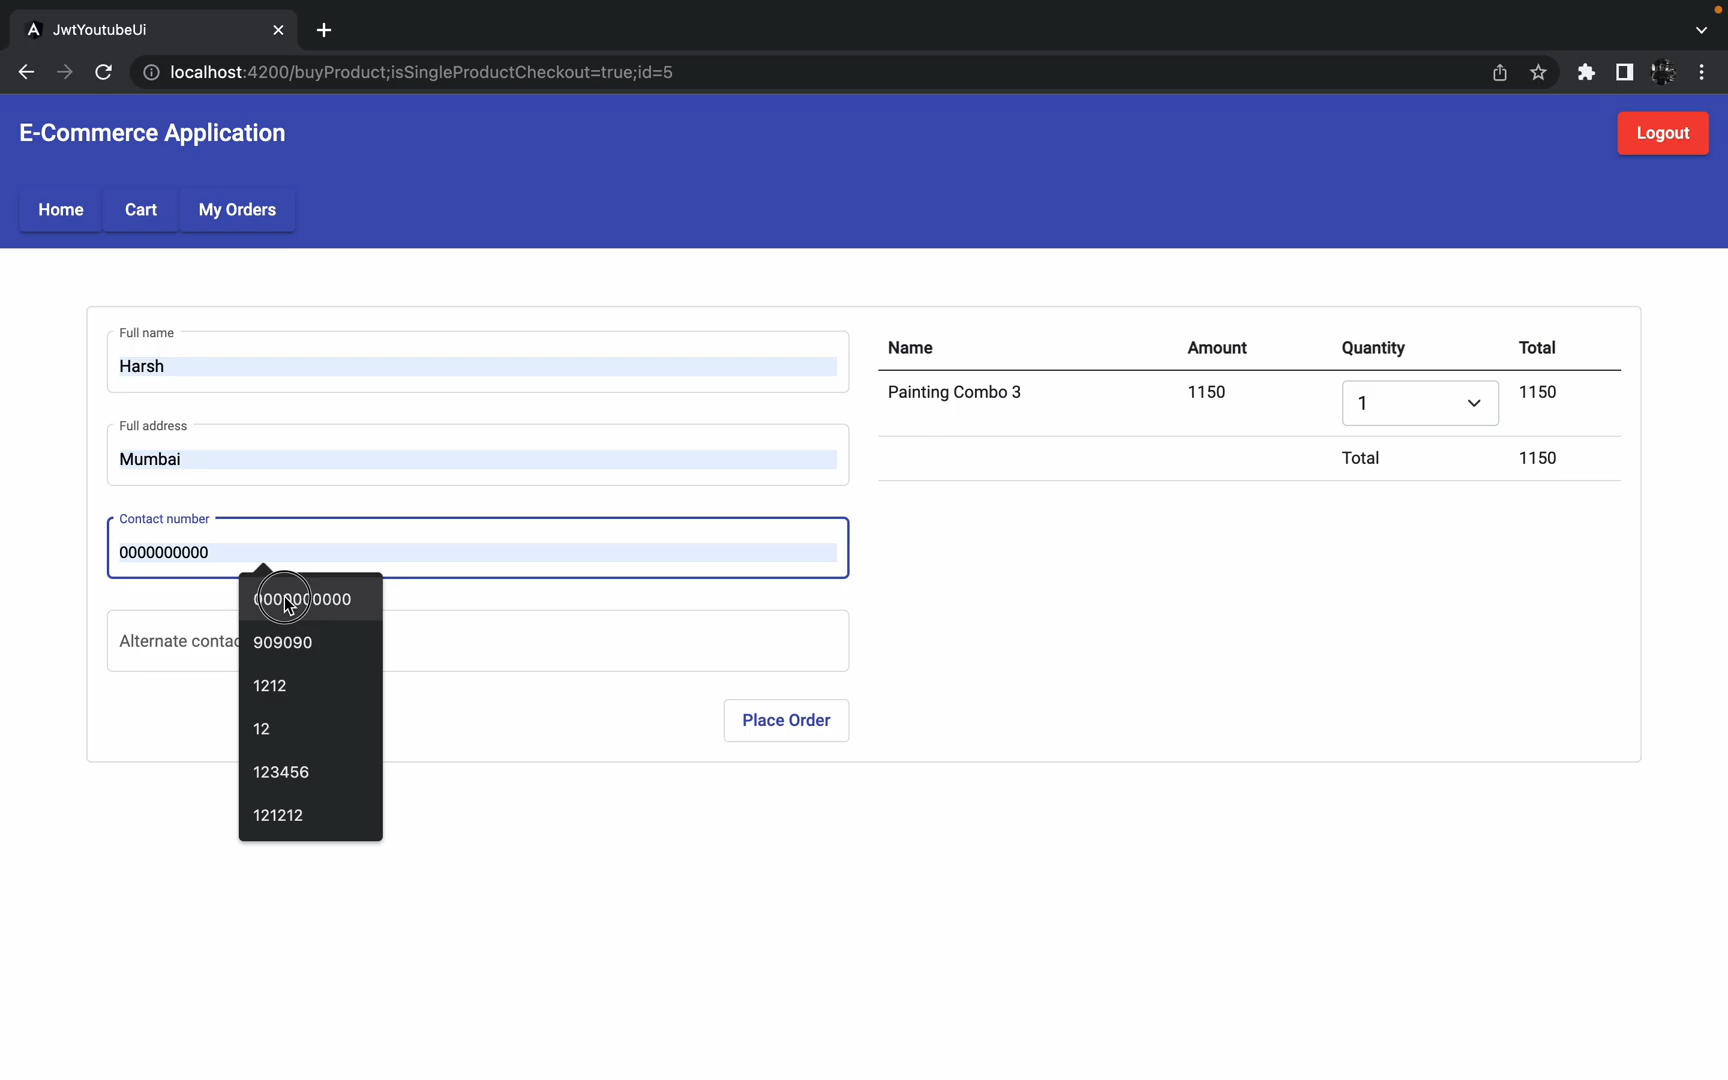 JwtYoutubeUi
localhost:4200/buyProduct;isSingleProductCheckout=true;id=5
E-Commerce Application
Logout
Home Cart My Orders
Full name
Harsh
Full address
Mumbai
Contact number
0000000000
0000000000
Alternate contac
909090
1212
12
123456
121212
Place Order
Name Amount Quantity Total
Painting Combo 3 1150 1 1150
Total 1150